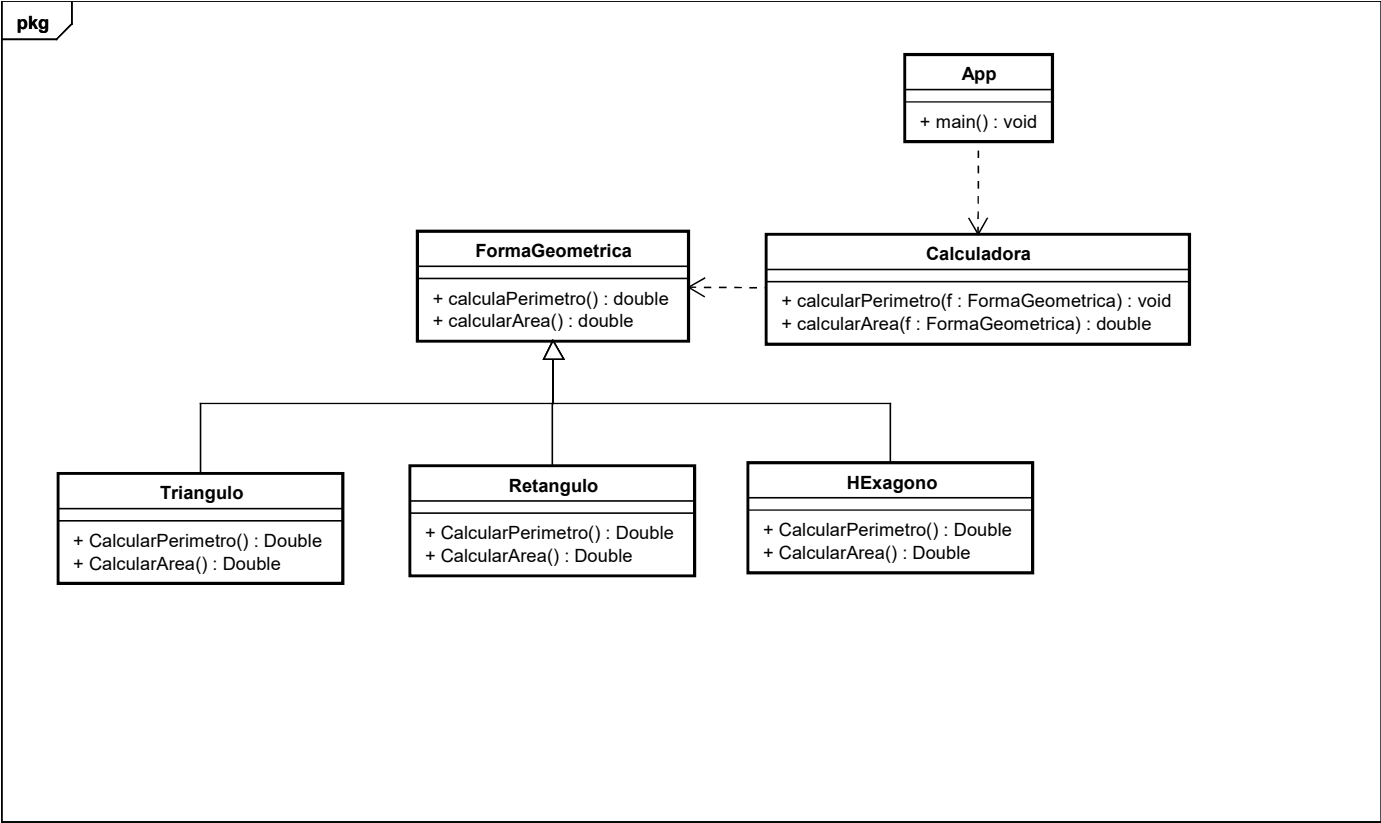 pkg
App
+ main() : void
FormaGeometrica
+ calculaPerimetro() : double
+ calcularArea() : double
Calculadora
+ calcularPerimetro(f : FormaGeometrica) : void
+ calcularArea(f : FormaGeometrica) : double
Triangulo
+ CalcularPerimetro() : Double
+ CalcularArea() : Double
Retangulo
+ CalcularPerimetro() : Double
+ CalcularArea() : Double
HExagono
+ CalcularPerimetro() : Double
+ CalcularArea() : Double